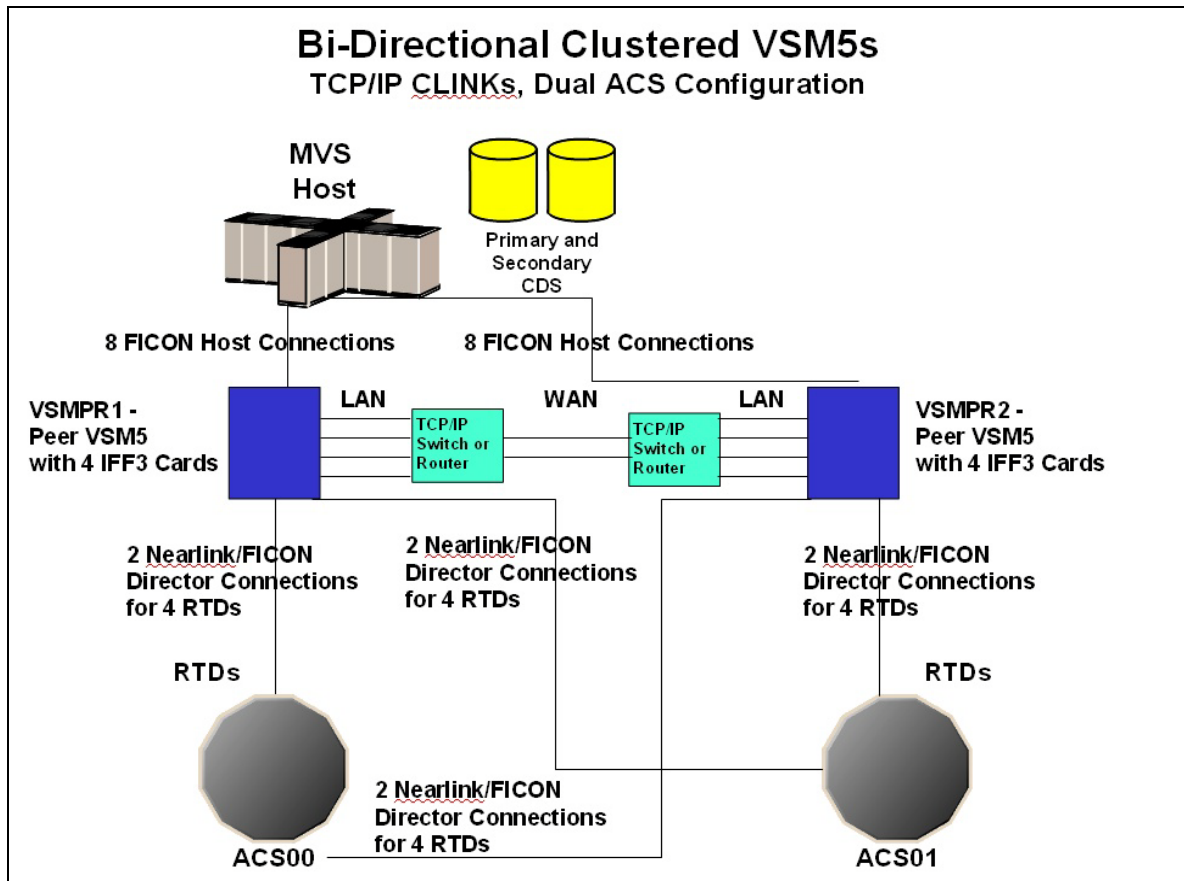 Bi-Directional Clustered VSM5s
TCP/IP CLINKs, Dual ACS Configuration
MVS
Host
Primary and
Secondary
CDS
8 FICON Host Connections
8 FICON Host Connections
VSMPR1 -
Peer VSM5
with 4 IFF3 Cards
LAN
TCP/IP
Switch or
Router
WAN
TCP/IP
Switch or
Router
LAN
VSMPR2 -
Peer VSM5
with 4 IFF3 Cards
2 Nearlink/FICON
Director Connections
for 4 RTDs
2 Nearlink/FICON
Director Connections
for 4 RTDs
2 Nearlink/FICON
Director Connections
for 4 RTDs
RTDs
RTDs
2 Nearlink/FICON
Director Connections
for 4 RTDs
ACS00
ACS01